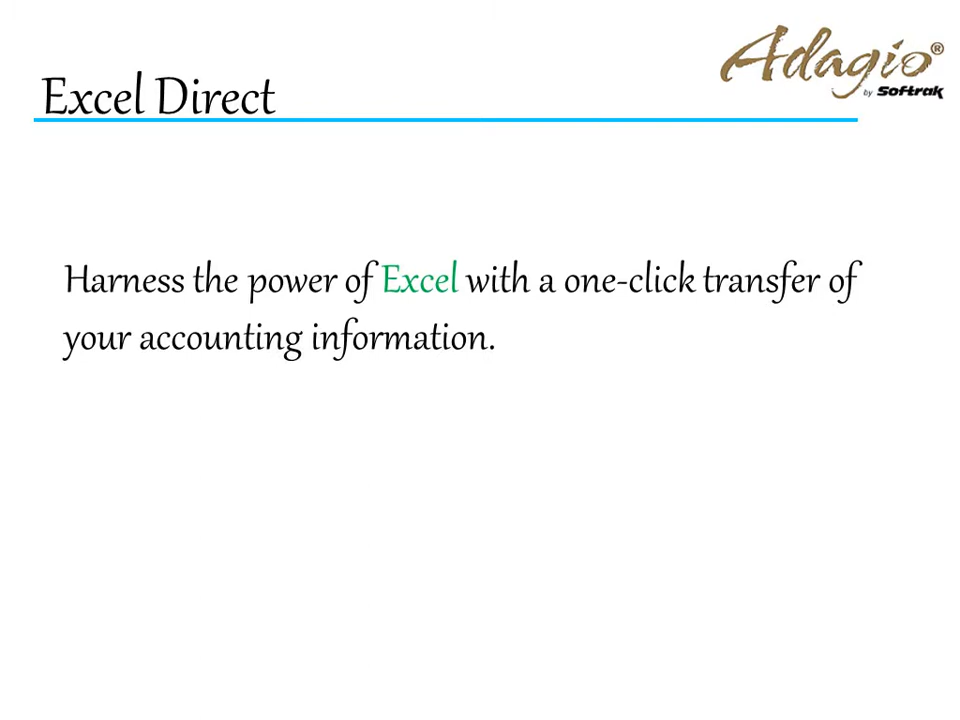 Adagio®
by Softrak
Excel Direct
Harness the power of Excel with a one-click transfer of
your accounting information.